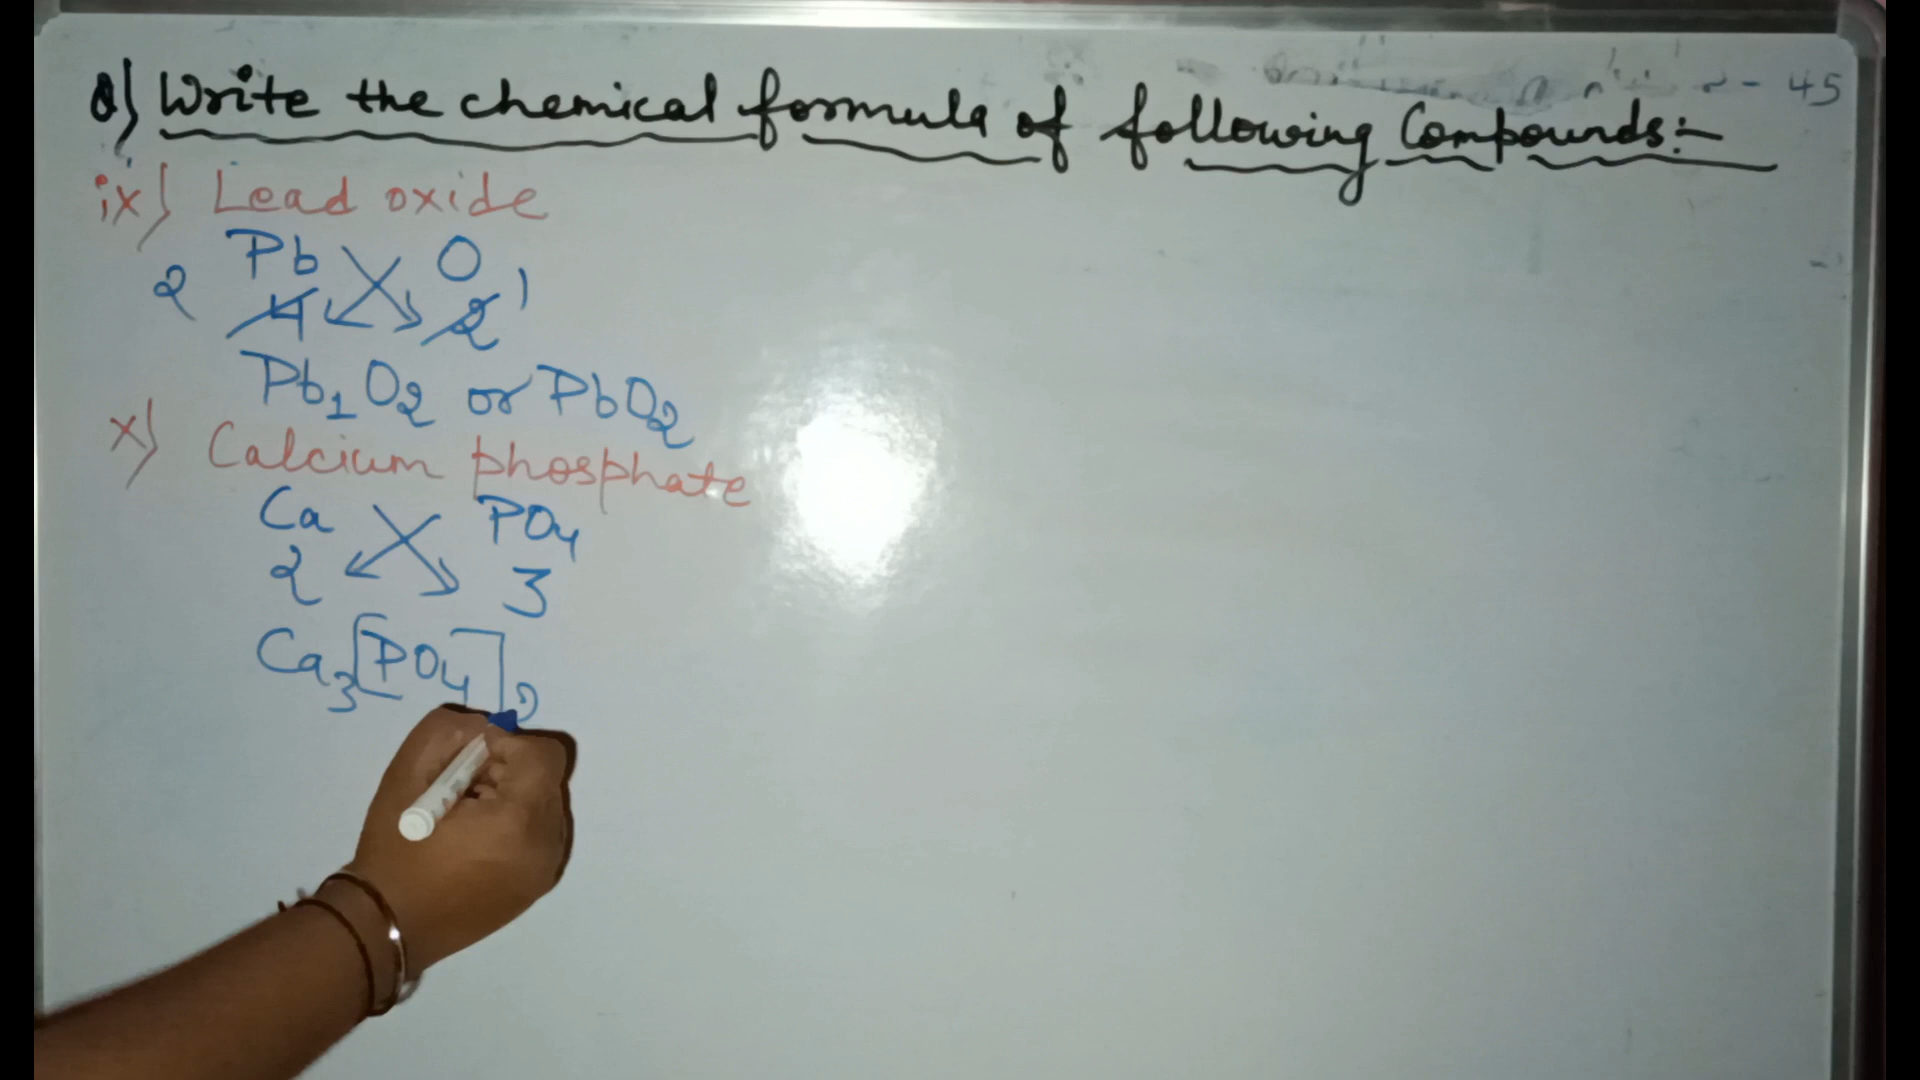 Q) Write the chemical formula of following Compounds:-
45
ix) Lead oxide
Pb O
2 4 2 1
Pb₁O₂ or PbO₂
x) Calcium phosphate
Ca PO₄
2 3
Ca₃[PO₄]₂